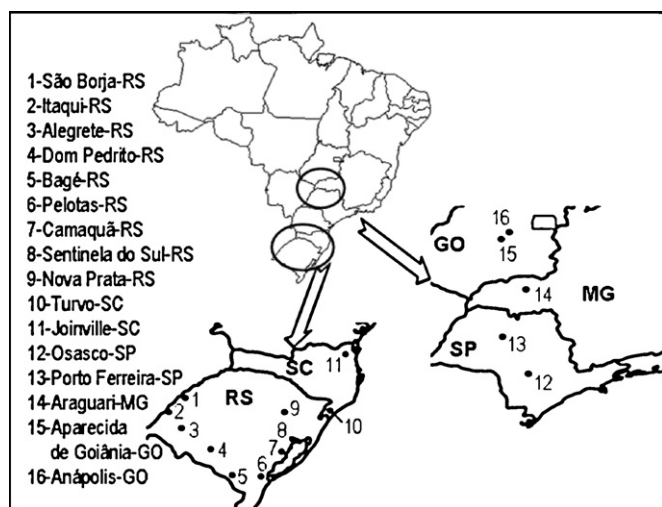 1-São Borja-RS
2-Itaqui-RS
3-Alegrete-RS
4-Dom Pedrito-RS
5-Bagé-RS
6-Pelotas-RS
7-Camaquã-RS
8-Sentinela do Sul-RS
9-Nova Prata-RS
10-Turvo-SC
11-Joinville-SC
12-Osasco-SP
13-Porto Ferreira-SP
14-Araguari-MG
15-Aparecida
de Goiânia-GO
16-Anápolis-GO
16
GO
15
14
MG
SP
13
12
SC
11
RS
1
2
9
10
3
8
4
7
5
6